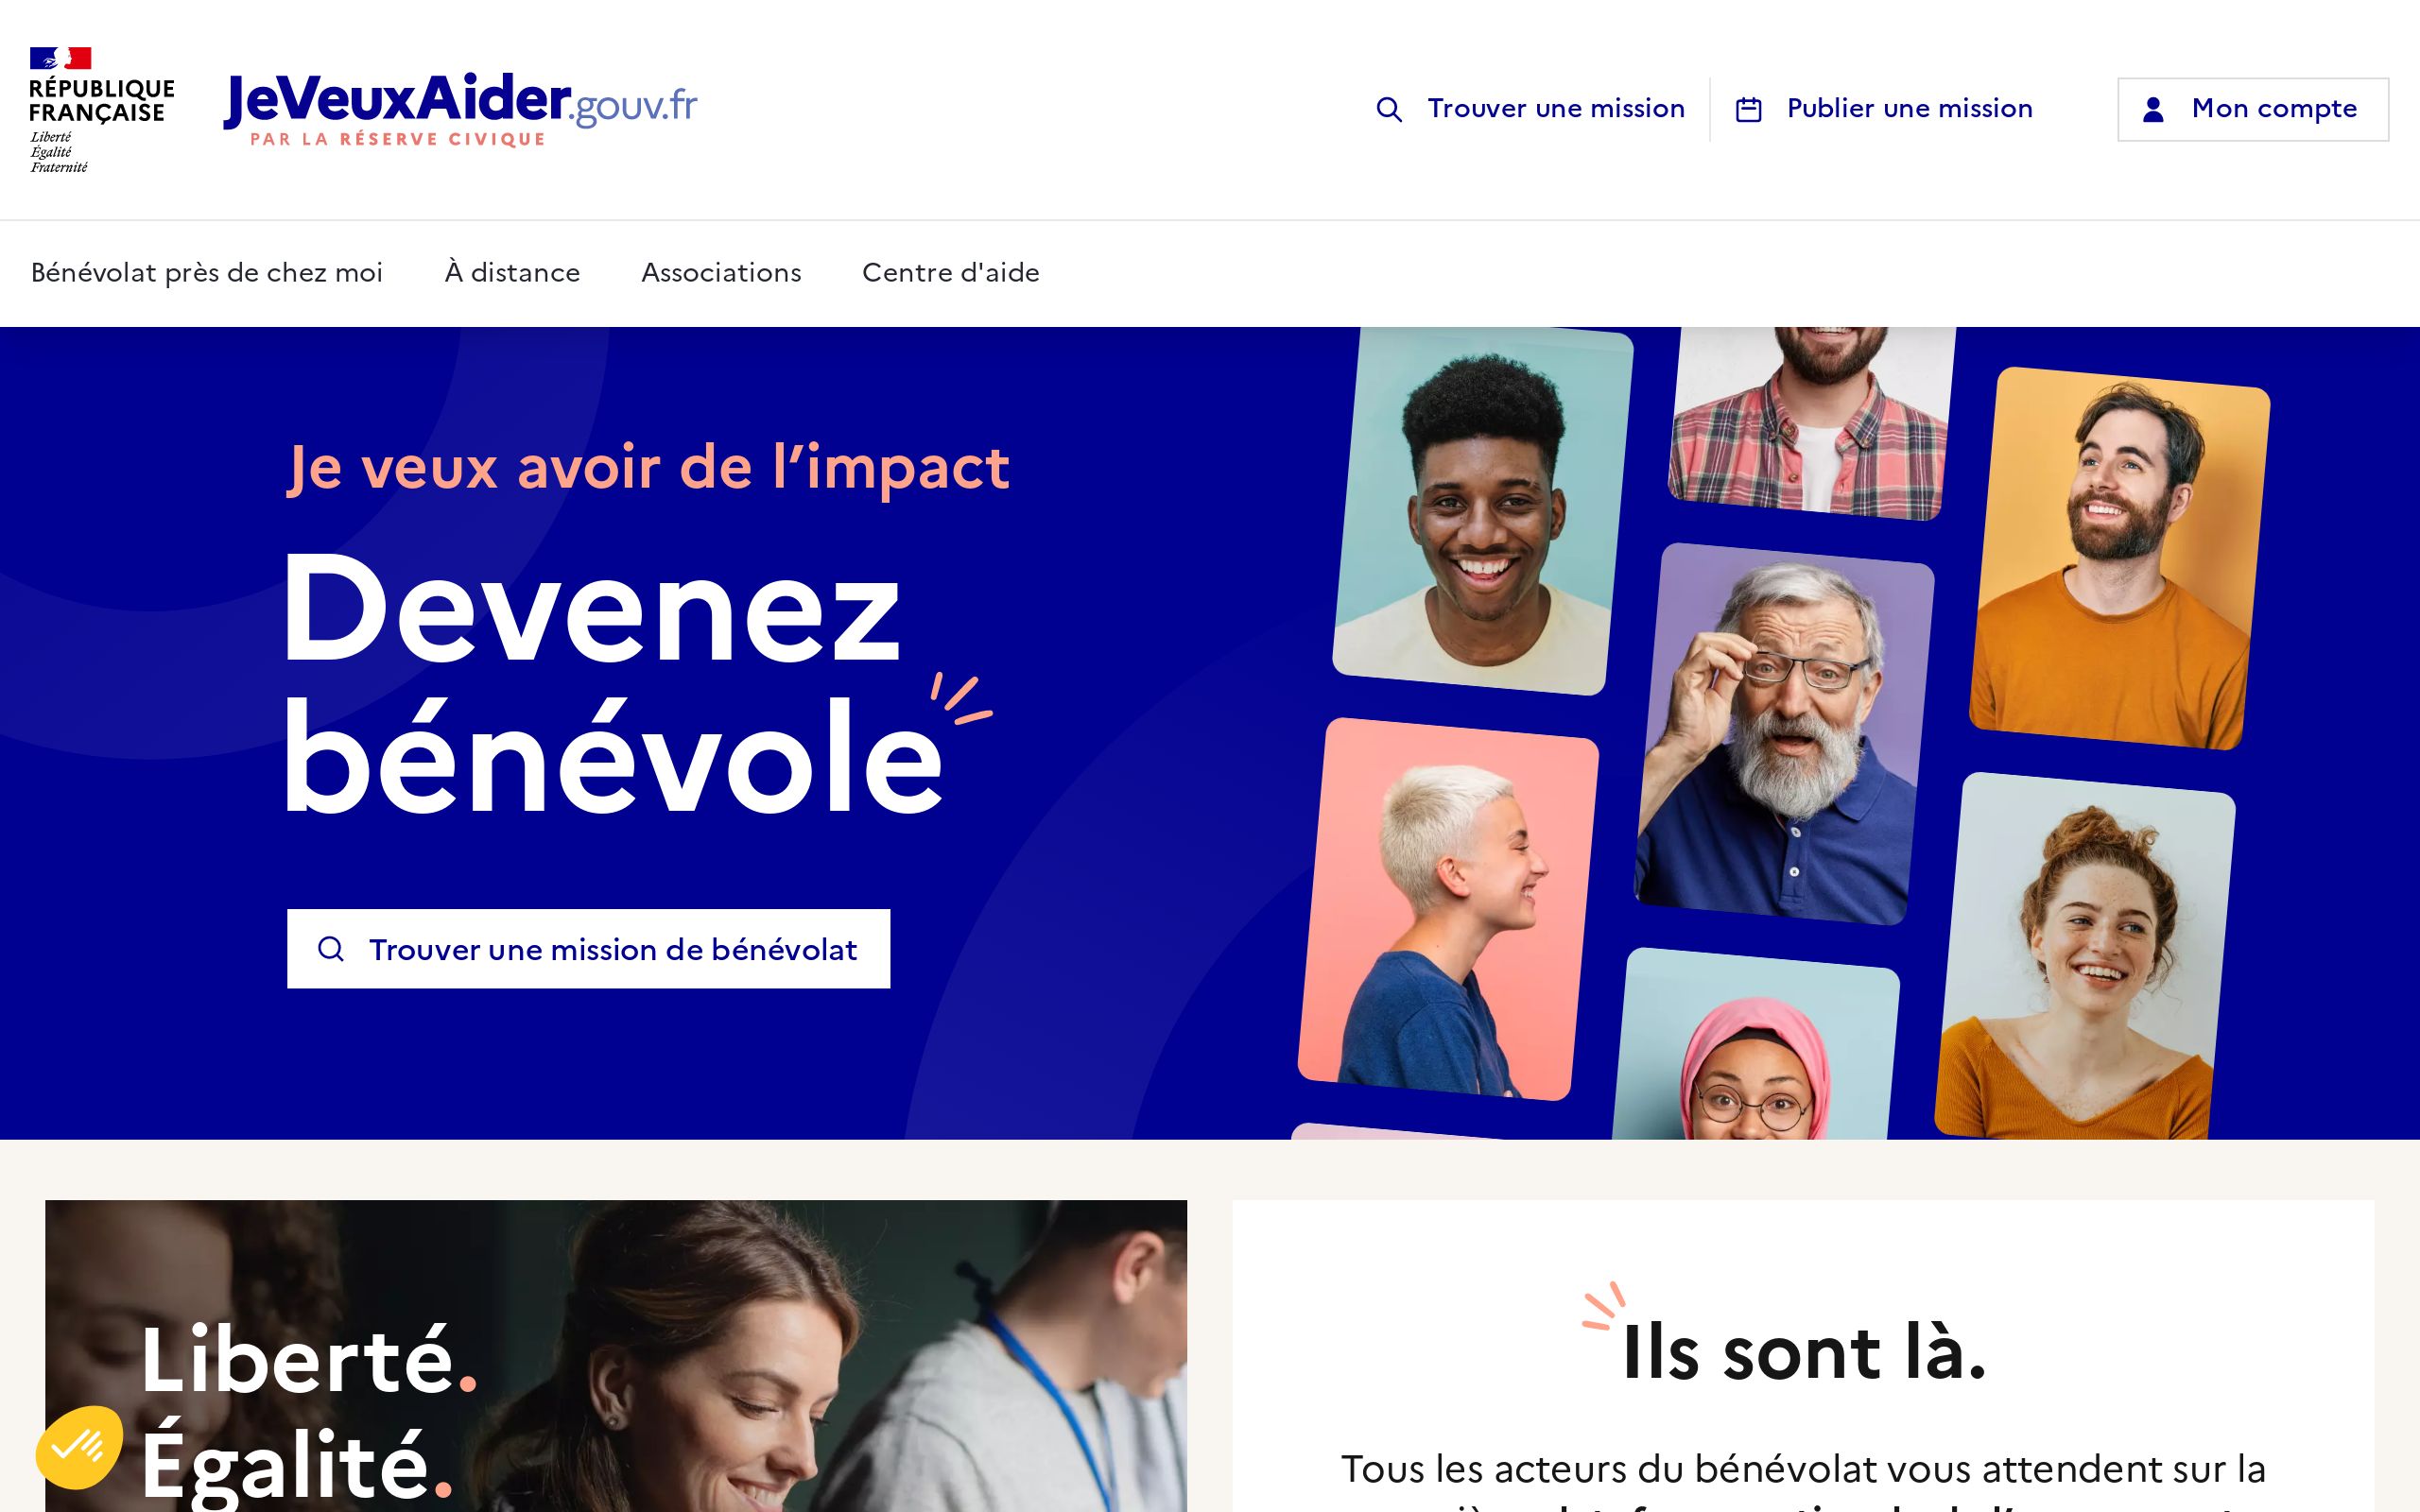 RÉPUBLIQUE
FRANÇAISE
Liberté
Égalité
Fraternité
JeVeuxAider.gouv.fr
PAR LA RÉSERVE CIVIQUE
Trouver une mission
Publier une mission
Mon compte
Bénévolat près de chez moi
À distance
Associations
Centre d'aide
Je veux avoir de l’impact
Devenez
bénévole
Trouver une mission de bénévolat
Liberté.
Égalité.
Ils sont là.
Tous les acteurs du bénévolat vous attendent sur la